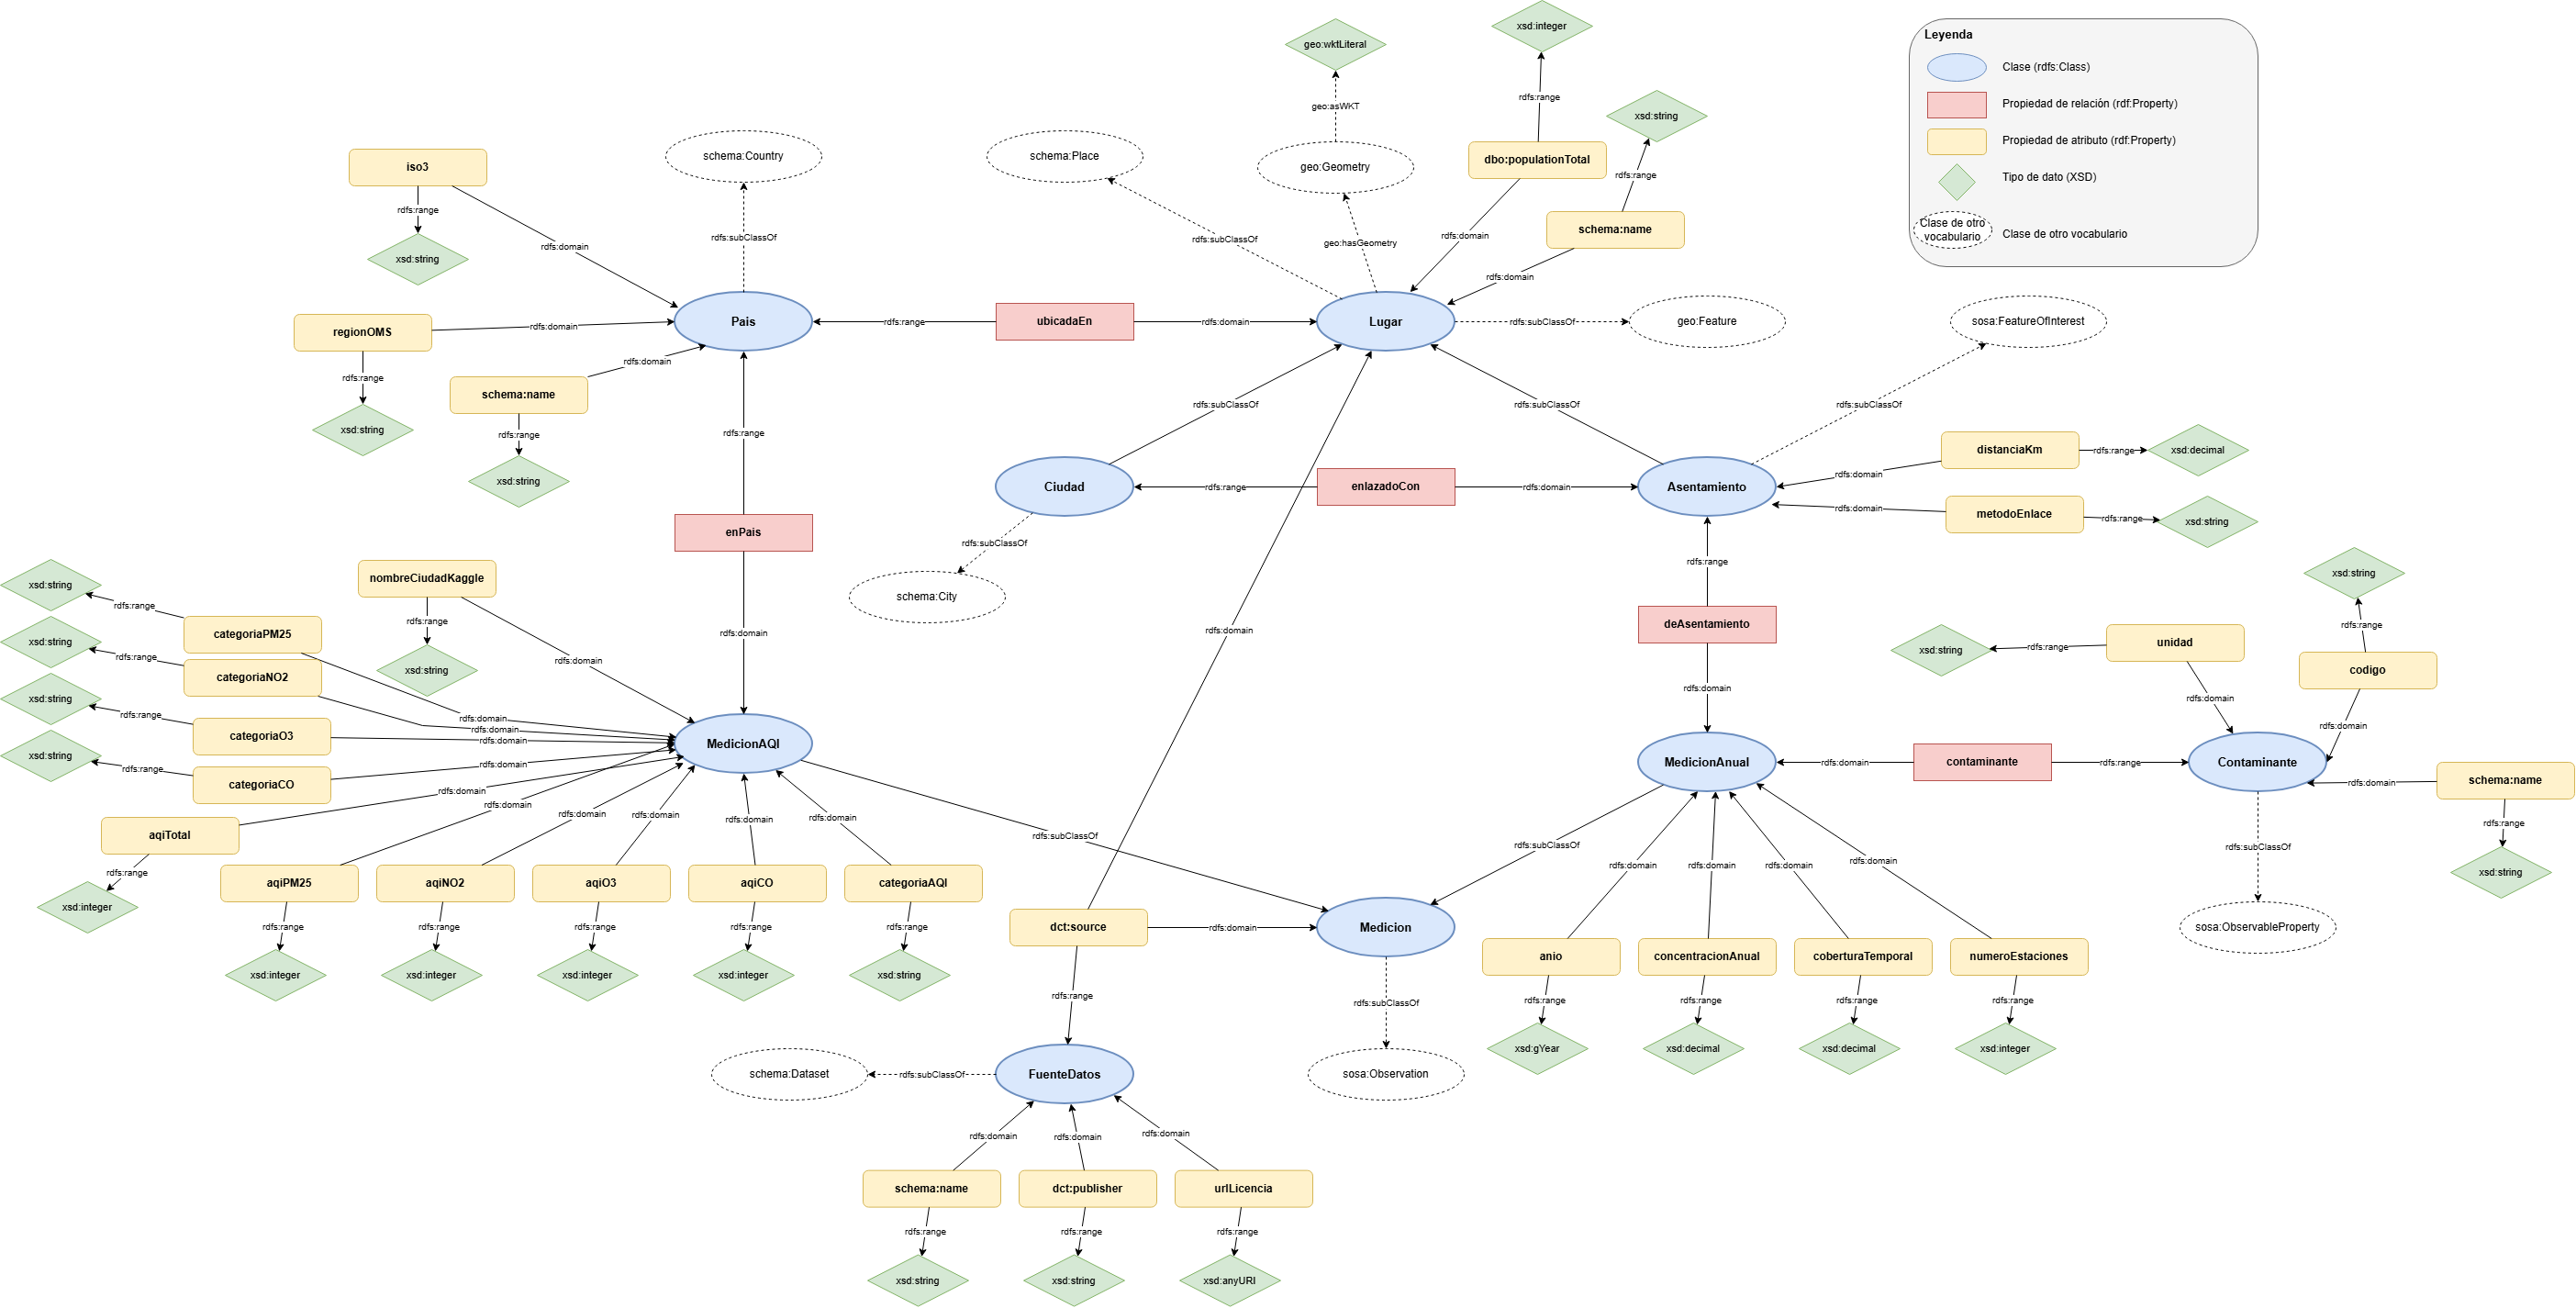 xsd:integer
Leyenda
geo:wktLiteral
Clase (rdfs:Class)
rdfs:range
geo:asWKT
Propiedad de relación (rdf:Property)
xsd:string
Propiedad de atributo (rdf:Property)
schema:Country
schema:Place
geo:Geometry
dbo:populationTotal
iso3
rdfs:range
Tipo de dato (XSD)
rdfs:range
Clase de otro
vocabulario
Clase de otro vocabulario
schema:name
rdfs:domain
rdfs:subClassOf
rdfs:subClassOf
geo:hasGeometry
rdfs:domain
xsd:string
rdfs:domain
regionOMS
rdfs:domain
Pais
rdfs:range
ubicadaEn
rdfs:domain
Lugar
rdfs:subClassOf
geo:Feature
sosa:FeatureOfInterest
rdfs:domain
rdfs:range
schema:name
rdfs:subClassOf
rdfs:subClassOf
rdfs:subClassOf
xsd:string
rdfs:range
rdfs:range
distanciaKm
rdfs:range
xsd:decimal
rdfs:domain
xsd:string
Ciudad
rdfs:range
enlazadoCon
rdfs:domain
Asentamiento
rdfs:domain
metodoEnlace
rdfs:range
xsd:string
enPais
rdfs:subClassOf
rdfs:range
xsd:string
nombreCiudadKaggle
xsd:string
schema:City
rdfs:range
rdfs:range
deAsentamiento
rdfs:range
categoriaPM25
rdfs:domain
rdfs:domain
xsd:string
unidad
rdfs:range
xsd:string
rdfs:range
rdfs:domain
xsd:string
codigo
categoriaNO2
xsd:string
rdfs:domain
rdfs:domain
xsd:string
rdfs:range
rdfs:domain
rdfs:domain
rdfs:domain
categoriaO3
rdfs:domain
MedicionAQI
xsd:string
rdfs:range
rdfs:domain
MedicionAnual
rdfs:domain
contaminante
rdfs:range
Contaminante
categoriaCO
rdfs:domain
schema:name
rdfs:domain
rdfs:domain
rdfs:domain
rdfs:domain
rdfs:domain
rdfs:domain
rdfs:range
aqiTotal
rdfs:subClassOf
rdfs:subClassOf
rdfs:subClassOf
rdfs:range
rdfs:domain
rdfs:domain
rdfs:domain
rdfs:domain
xsd:string
aqiPM25
aqiNO2
aqiO3
aqiCO
categoriaAQI
xsd:integer
rdfs:range
rdfs:range
rdfs:range
rdfs:range
rdfs:range
dct:source
rdfs:domain
Medicion
sosa:ObservableProperty
anio
concentracionAnual
coberturaTemporal
numeroEstaciones
xsd:integer
xsd:integer
xsd:integer
xsd:integer
xsd:string
rdfs:range
rdfs:subClassOf
rdfs:range
rdfs:range
rdfs:range
rdfs:range
xsd:gYear
xsd:decimal
xsd:decimal
xsd:integer
schema:Dataset
rdfs:subClassOf
FuenteDatos
sosa:Observation
rdfs:domain
rdfs:domain
rdfs:domain
schema:name
dct:publisher
urlLicencia
rdfs:range
rdfs:range
rdfs:range
xsd:string
xsd:string
xsd:anyURI